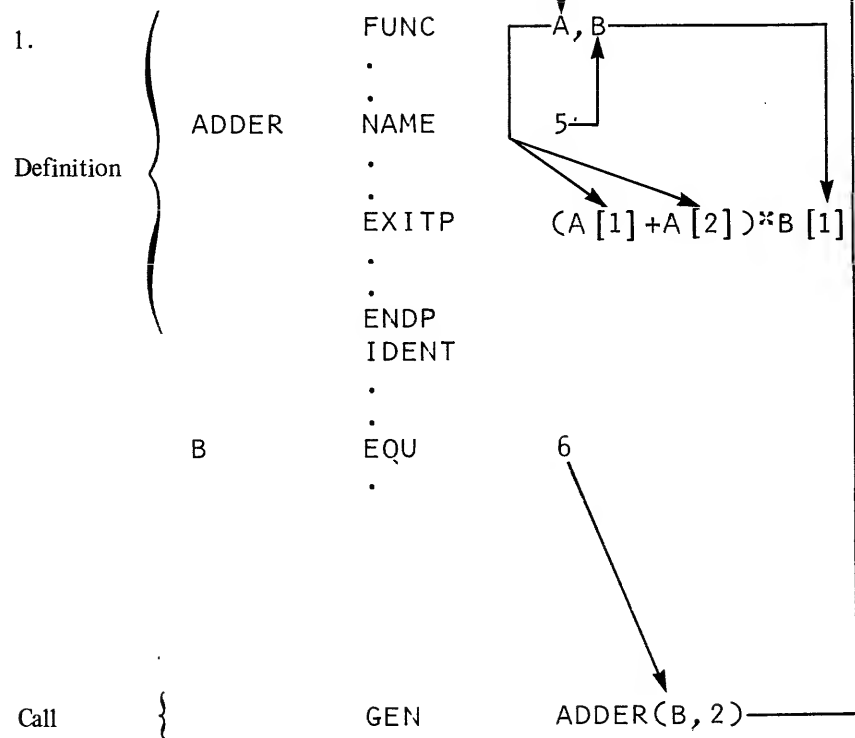 1. FUNC A,B
.
.
ADDER NAME 5
Definition .
.
EXITP (A[1]+A[2])*B[1]
.
.
ENDP
IDENT
.
.
B EQU 6
.
Call GEN ADDER(B,2)